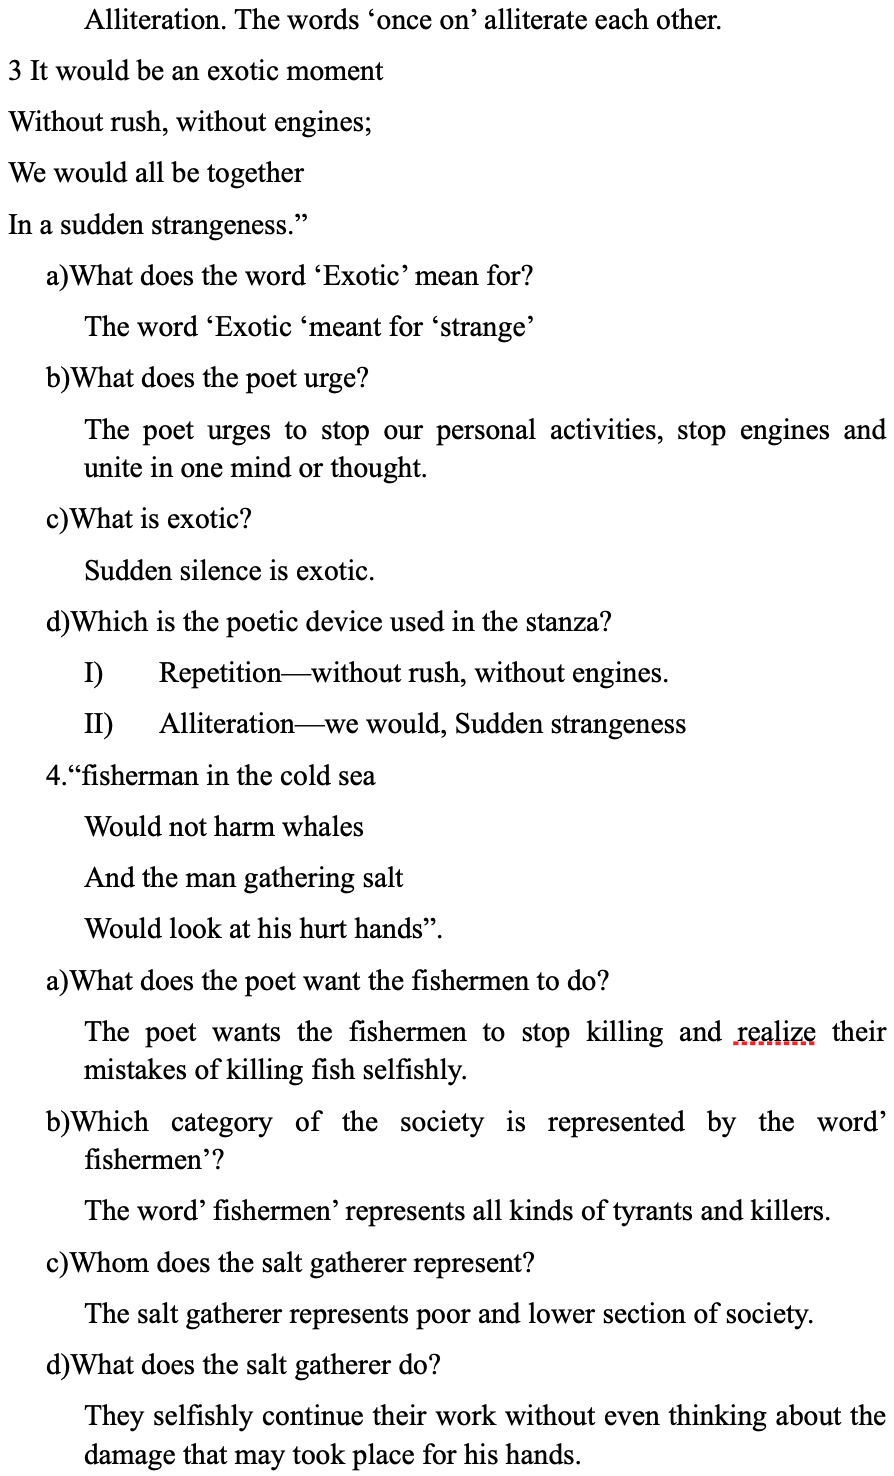 Alliteration. The words ‘once on’ alliterate each other.
3 It would be an exotic moment
Without rush, without engines;
We would all be together
In a sudden strangeness.”
a)What does the word ‘Exotic’ mean for?
The word ‘Exotic ‘meant for ‘strange’
b)What does the poet urge?
The poet urges to stop our personal activities, stop engines and
unite in one mind or thought.
c)What is exotic?
Sudden silence is exotic.
d)Which is the poetic device used in the stanza?
I) Repetition—without rush, without engines.
II) Alliteration—we would, Sudden strangeness
4.“fisherman in the cold sea
Would not harm whales
And the man gathering salt
Would look at his hurt hands”.
a)What does the poet want the fishermen to do?
The poet wants the fishermen to stop killing and realize their
mistakes of killing fish selfishly.
b)Which category of the society is represented by the word’
fishermen’?
The word’ fishermen’ represents all kinds of tyrants and killers.
c)Whom does the salt gatherer represent?
The salt gatherer represents poor and lower section of society.
d)What does the salt gatherer do?
They selfishly continue their work without even thinking about the
damage that may took place for his hands.